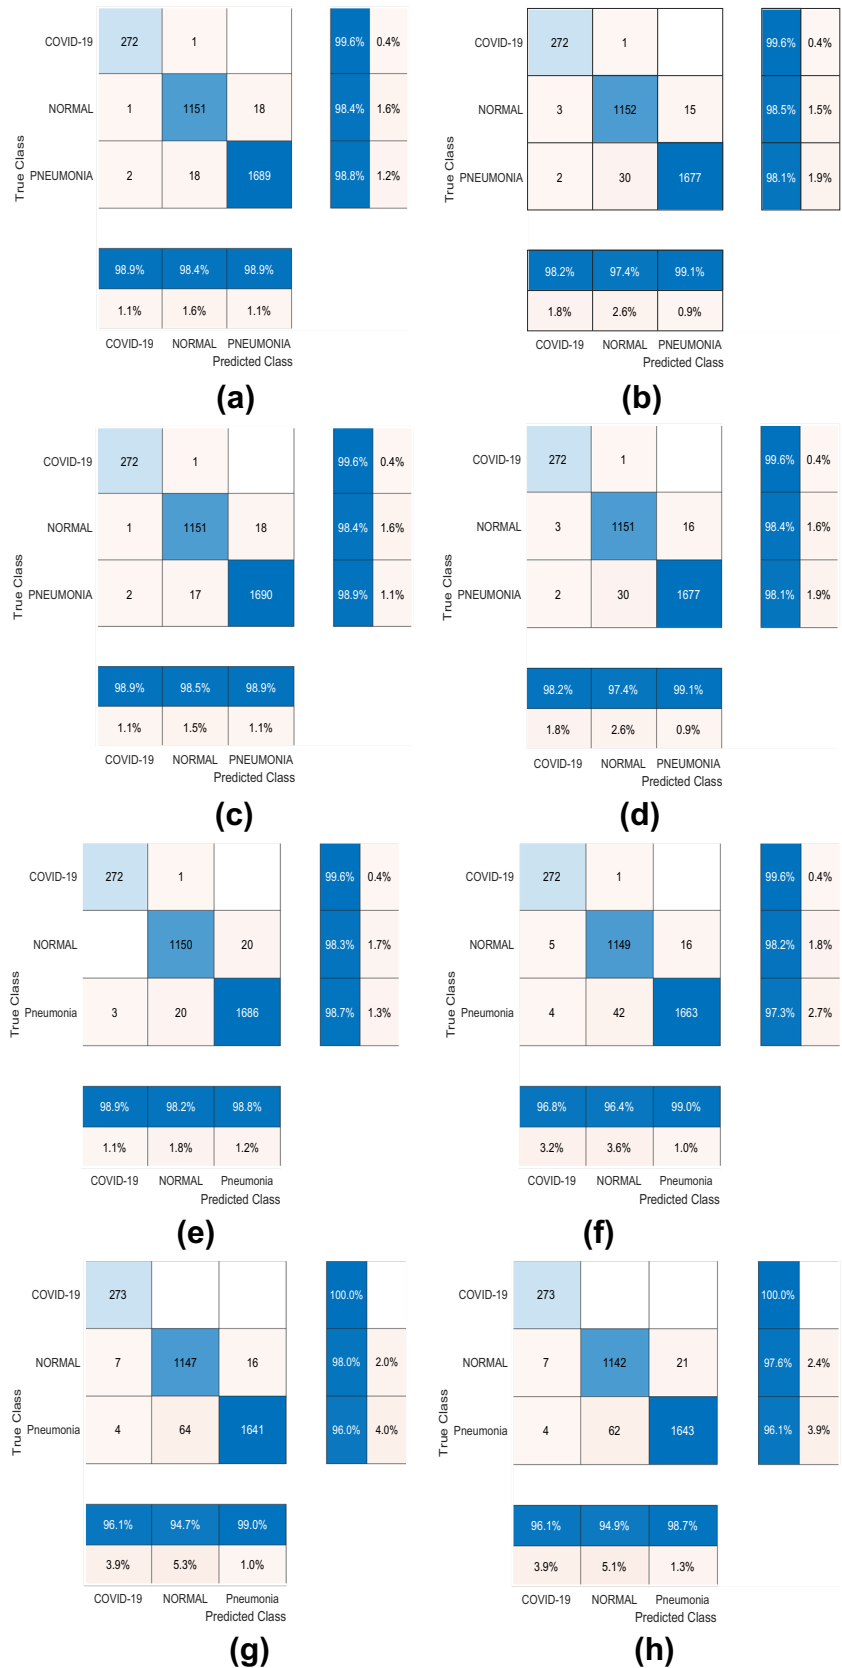 COVID-19 272 1 99.6% 0.4%
NORMAL 1 1151 18 98.4% 1.6%
PNEUMONIA 2 18 1689 98.8% 1.2%
True Class
98.9% 98.4% 98.9%
1.1% 1.6% 1.1%
COVID-19 NORMAL PNEUMONIA
Predicted Class
(a)
COVID-19 272 1 99.6% 0.4%
NORMAL 3 1152 15 98.5% 1.5%
PNEUMONIA 2 30 1677 98.1% 1.9%
True Class
98.2% 97.4% 99.1%
1.8% 2.6% 0.9%
COVID-19 NORMAL PNEUMONIA
Predicted Class
(b)
COVID-19 272 1 99.6% 0.4%
NORMAL 1 1151 18 98.4% 1.6%
PNEUMONIA 2 17 1690 98.9% 1.1%
True Class
98.9% 98.5% 98.9%
1.1% 1.5% 1.1%
COVID-19 NORMAL PNEUMONIA
Predicted Class
(c)
COVID-19 272 1 99.6% 0.4%
NORMAL 3 1151 16 98.4% 1.6%
PNEUMONIA 2 30 1677 98.1% 1.9%
True Class
98.2% 97.4% 99.1%
1.8% 2.6% 0.9%
COVID-19 NORMAL PNEUMONIA
Predicted Class
(d)
COVID-19 272 1 99.6% 0.4%
NORMAL 1150 20 98.3% 1.7%
Pneumonia 3 20 1686 98.7% 1.3%
True Class
98.9% 98.2% 98.8%
1.1% 1.8% 1.2%
COVID-19 NORMAL Pneumonia
Predicted Class
(e)
COVID-19 272 1 99.6% 0.4%
NORMAL 5 1149 16 98.2% 1.8%
Pneumonia 4 42 1663 97.3% 2.7%
True Class
96.8% 96.4% 99.0%
3.2% 3.6% 1.0%
COVID-19 NORMAL Pneumonia
Predicted Class
(f)
COVID-19 273 100.0%
NORMAL 7 1147 16 98.0% 2.0%
Pneumonia 4 64 1641 96.0% 4.0%
True Class
96.1% 94.7% 99.0%
3.9% 5.3% 1.0%
COVID-19 NORMAL Pneumonia
Predicted Class
(g)
COVID-19 273 100.0%
NORMAL 7 1142 21 97.6% 2.4%
Pneumonia 4 62 1643 96.1% 3.9%
True Class
96.1% 94.9% 98.7%
3.9% 5.1% 1.3%
COVID-19 NORMAL Pneumonia
Predicted Class
(h)